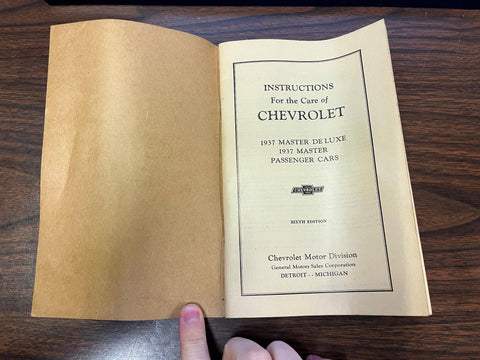 INSTRUCTIONS
For the Care of
CHEVROLET
1937 MASTER DE LUXE
1937 MASTER
PASSENGER CARS
CHEVROLET
SIXTH EDITION
Chevrolet Motor Division
General Motors Sales Corporation
DETROIT - - MICHIGAN